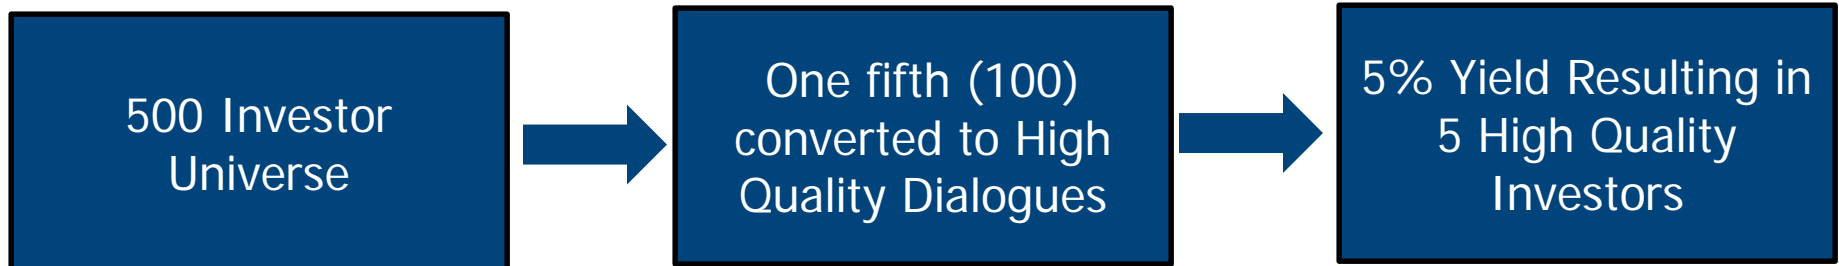 500 Investor
Universe
One fifth (100)
converted to High
Quality Dialogues
5% Yield Resulting in
5 High Quality
Investors